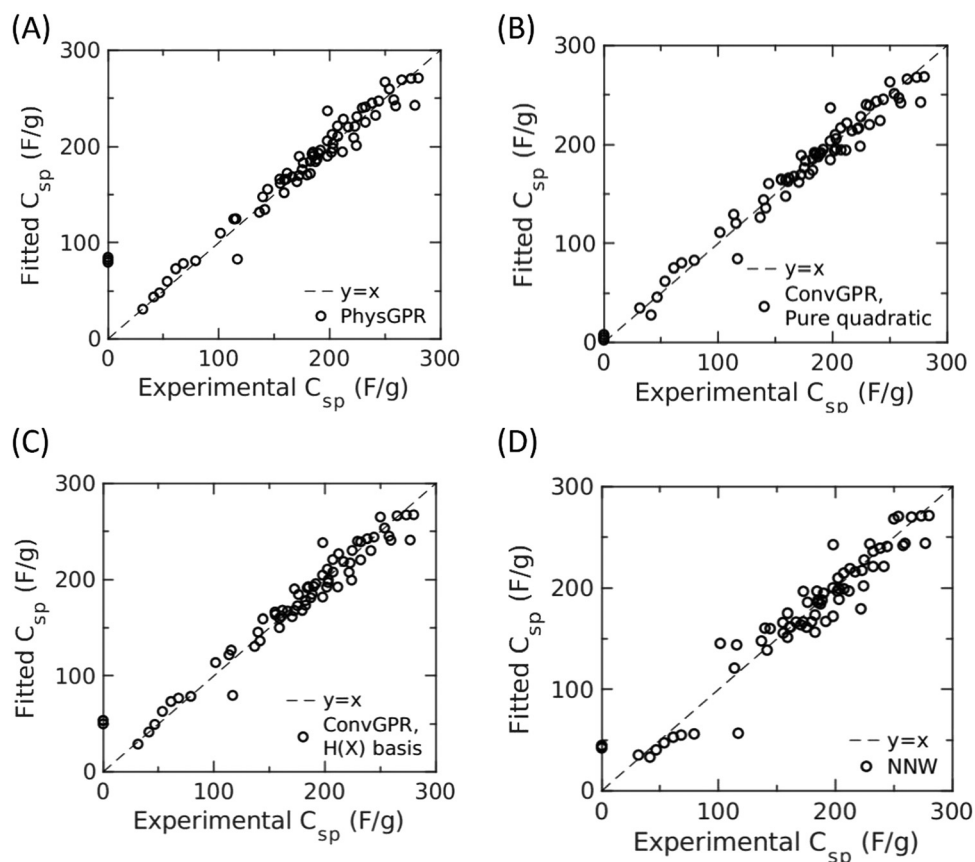 (A)
300
200
100
0
0 100 200 300
Fitted C_sp (F/g)
Experimental C_sp (F/g)
y=x
PhysGPR
(B)
300
200
100
0
0 100 200 300
Fitted C_sp (F/g)
Experimental C_sp (F/g)
y=x
ConvGPR,
Pure quadratic
(C)
300
200
100
0
0 100 200 300
Fitted C_sp (F/g)
Experimental C_sp (F/g)
y=x
ConvGPR,
H(X) basis
(D)
300
200
100
0
0 100 200 300
Fitted C_sp (F/g)
Experimental C_sp (F/g)
y=x
NNW